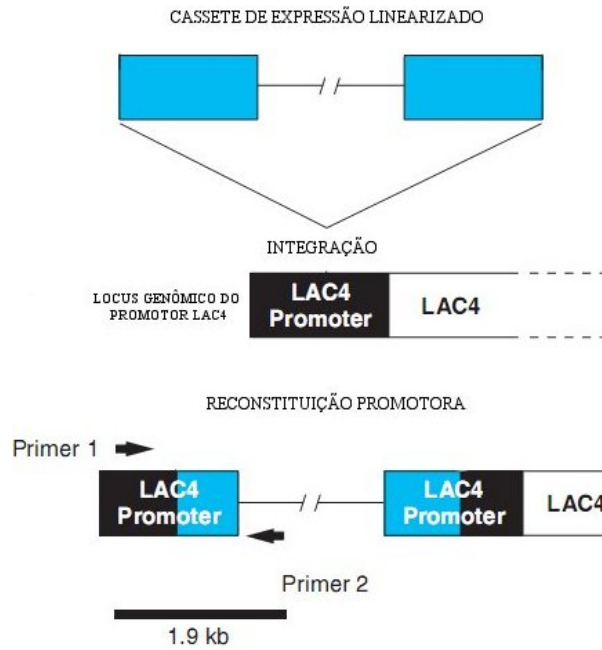 CASSETE DE EXPRESSÃO LINEARIZADO
INTEGRAÇÃO
LOCUS GENÔMICO DO
PROMOTOR LAC4
LAC4
Promoter
LAC4
RECONSTITUIÇÃO PROMOTORA
Primer 1
LAC4
Promoter
LAC4
Promoter
LAC4
Primer 2
1.9 kb